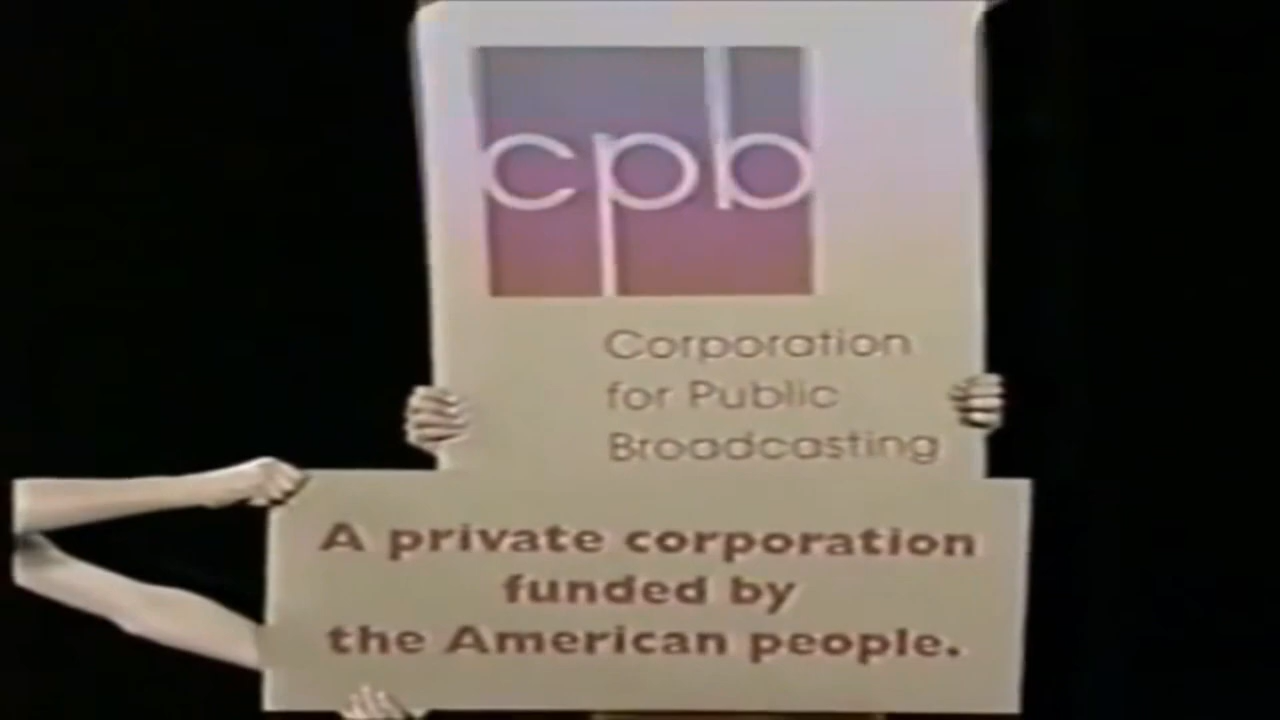 cpb
Corporation
for Public
Broadcasting
A private corporation
funded by
the American people.